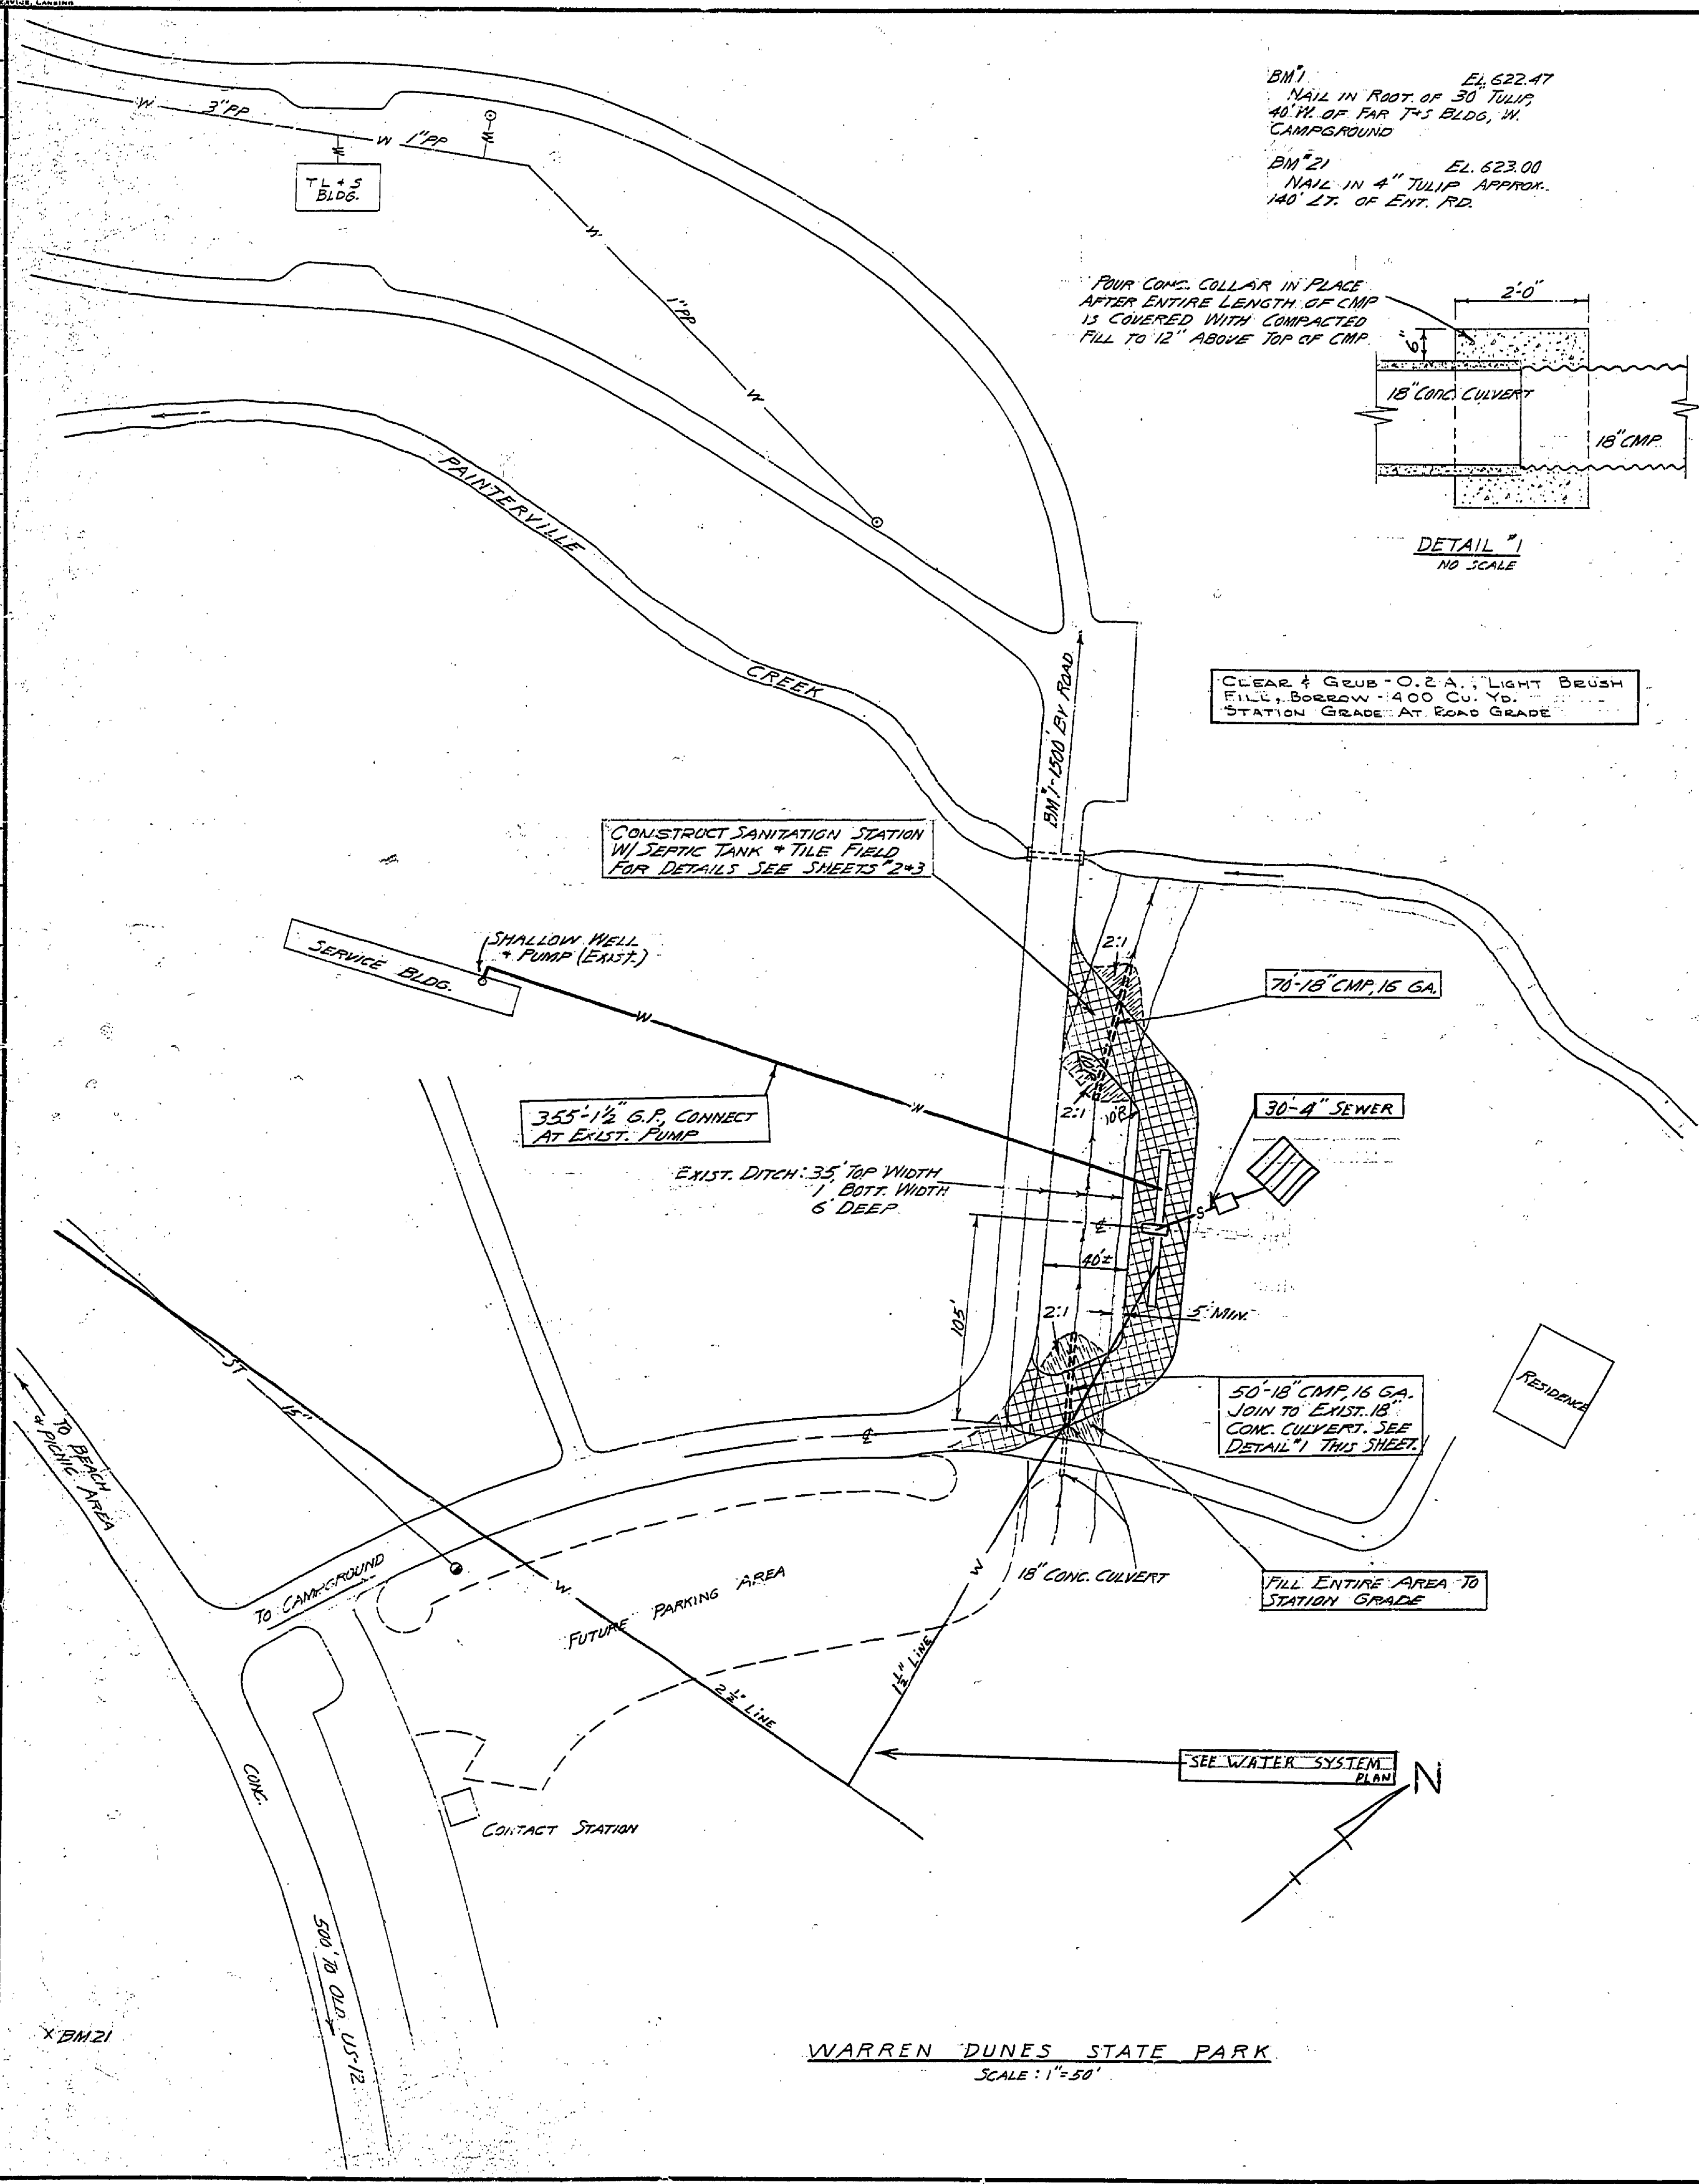 BM#1 EL. 622.47
NAIL IN ROOT OF 30" TULIP,
40' W. OF FAR T+S BLDG, W.
CAMPGROUND
BM#21 EL. 623.00
NAIL IN 4" TULIP APPROX.
140' LT. OF ENT. RD.
W
3"PP
W
1"PP
W
W
TL + S
BLDG.
W
1"PP
W
POUR CONC. COLLAR IN PLACE
AFTER ENTIRE LENGTH OF CMP
IS COVERED WITH COMPACTED
FILL TO 12" ABOVE TOP OF CMP
2'-0"
6"
18" CONC. CULVERT
18" CMP
DETAIL #1
NO SCALE
PAINTERVILLE
CREEK
BM#1-1500' BY ROAD
CLEAR & GRUB - 0.2 A., LIGHT BRUSH
FILL, BORROW - 400 CU. YD.
STATION GRADE AT ROAD GRADE
CONSTRUCT SANITATION STATION
W/ SEPTIC TANK + TILE FIELD
FOR DETAILS SEE SHEETS #2+3
SERVICE BLDG.
SHALLOW WELL
+ PUMP (EXIST.)
W
2:1
70'-18" CMP, 16 GA.
355'-1½" G.P., CONNECT
AT EXIST. PUMP
W
2:1
10'R
30'-4" SEWER
EXIST. DITCH: 35' TOP WIDTH
1' BOTT. WIDTH
6' DEEP
S
℄
40'±
105'
2:1
5' MIN.
RESIDENCE
50'-18" CMP, 16 GA.
JOIN TO EXIST. 18"
CONC. CULVERT. SEE
DETAIL #1 THIS SHEET.
ST
15"
TO BEACH
+ PICNIC AREA
℄
TO CAMPGROUND
W
FUTURE PARKING AREA
W
18" CONC. CULVERT
FILL ENTIRE AREA TO
STATION GRADE
1½" LINE
2½" LINE
SEE WATER SYSTEM
PLAN
N
CONC.
CONTACT STATION
500' TO OLD US-12
X BM21
WARREN DUNES STATE PARK
SCALE: 1"=50'